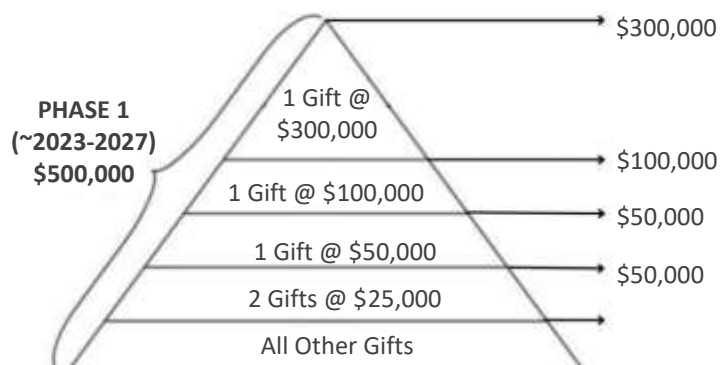 $300,000
1 Gift @
$300,000
PHASE 1
(~2023-2027)
$500,000
$100,000
1 Gift @ $100,000
$50,000
1 Gift @ $50,000
$50,000
2 Gifts @ $25,000
All Other Gifts